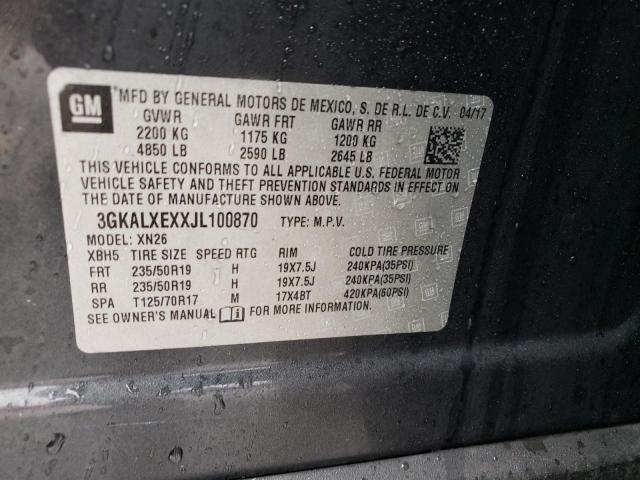 GM *MFD BY GENERAL MOTORS DE MEXICO, S. DE R.L. DE C.V. 04/17
GVWR GAWR FRT GAWR RR
2200 KG 1175 KG 1200 KG
4850 LB 2590 LB 2645 LB
THIS VEHICLE CONFORMS TO ALL APPLICABLE U.S. FEDERAL MOTOR
VEHICLE SAFETY AND THEFT PREVENTION STANDARDS IN EFFECT ON
THE DATE OF MANUFACTURE SHOWN ABOVE.
3GKALXEXXJL100870 TYPE: M.P.V.
MODEL: XN26
XBH5 TIRE SIZE SPEED RTG RIM COLD TIRE PRESSURE
FRT 235/50R19 H 19X7.5J 240KPA(35PSI)
RR 235/50R19 H 19X7.5J 240KPA(35PSI)
SPA T125/70R17 M 17X4BT 420KPA(60PSI)
SEE OWNER'S MANUAL FOR MORE INFORMATION.